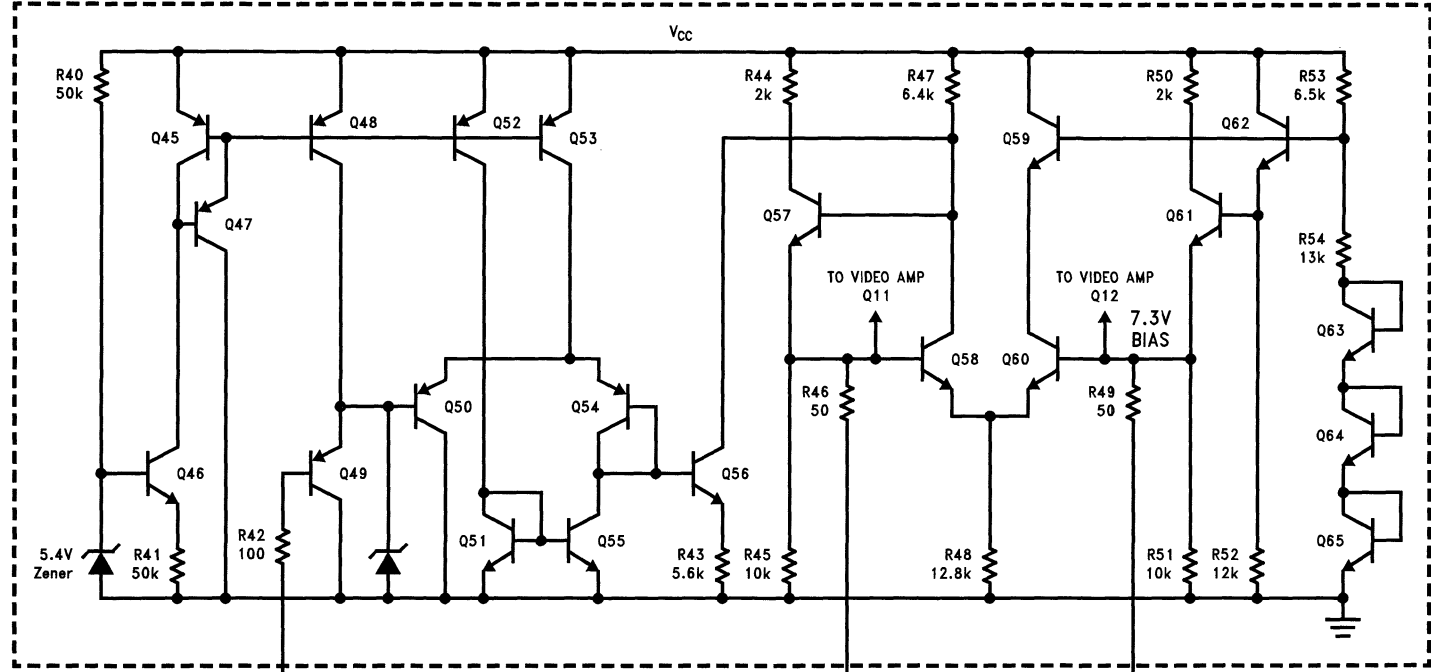 VCC
R40
50k
R44
2k
R47
6.4k
R50
2k
R53
6.5k
Q45
Q48
Q52
Q53
Q59
Q62
Q47
Q57
Q61
R54
13k
TO VIDEO AMP
Q11
TO VIDEO AMP
Q12
7.3V
BIAS
Q63
Q58
Q60
Q50
Q54
R46
50
R49
50
Q64
Q46
Q49
Q56
R42
100
5.4V
Zener
R41
50k
Q51
Q55
R43
5.6k
R45
10k
R48
12.8k
R51
10k
R52
12k
Q65